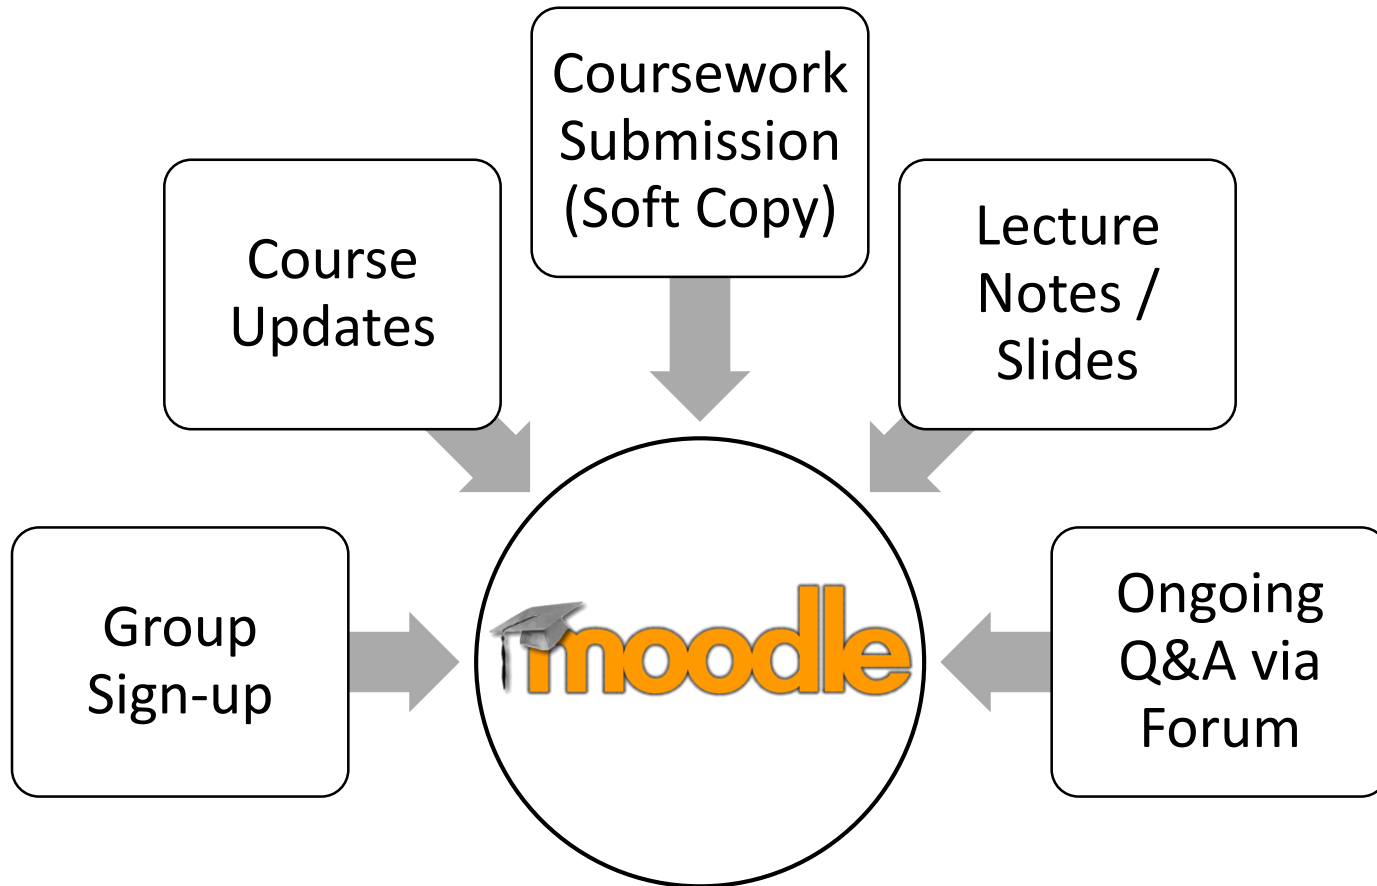 Coursework
Submission
(Soft Copy)
Course
Updates
Lecture
Notes /
Slides
Group
Sign-up
moodle
Ongoing
Q&A via
Forum